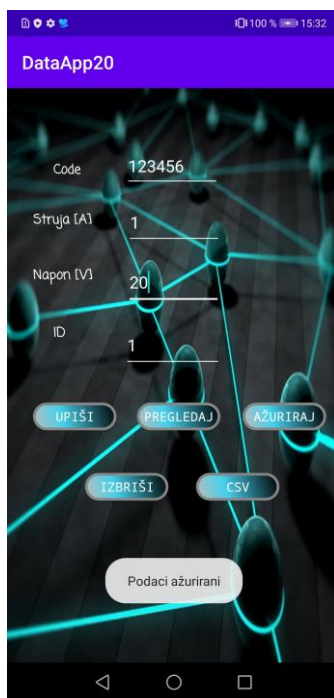 100 % 15:32
DataApp20
Code 123456
Struja [A] 1
Napon [V] 20
ID
1
UPIŠI PREGLEDAJ AŽURIRAJ
IZBRIŠI CSV
Podaci ažurirani